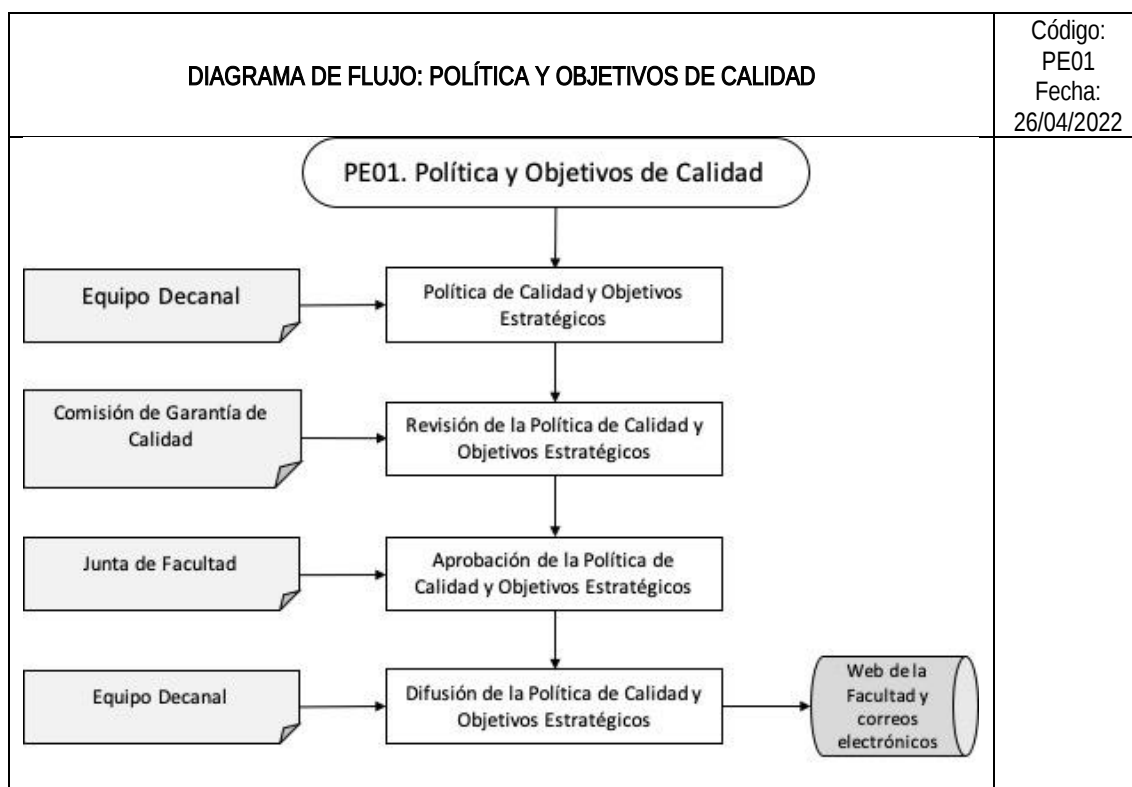 DIAGRAMA DE FLUJO: POLÍTICA Y OBJETIVOS DE CALIDAD
Código:
PE01
Fecha:
26/04/2022
PE01. Política y Objetivos de Calidad
Equipo Decanal
Política de Calidad y Objetivos
Estratégicos
Comisión de Garantía de
Calidad
Revisión de la Política de Calidad y
Objetivos Estratégicos
Junta de Facultad
Aprobación de la Política de
Calidad y Objetivos Estratégicos
Equipo Decanal
Difusión de la Política de Calidad y
Objetivos Estratégicos
Web de la
Facultad y
correos
electrónicos